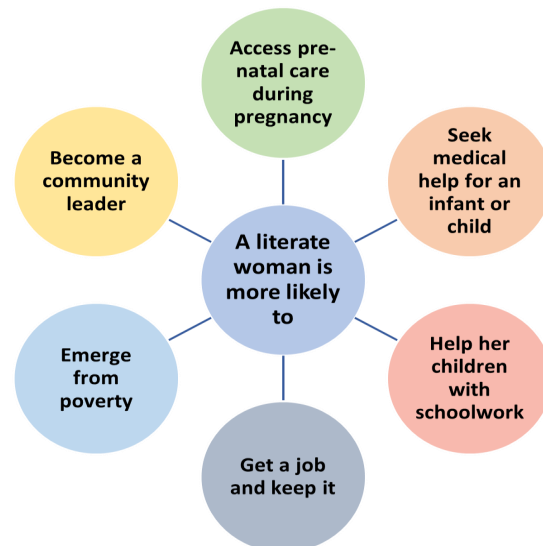 Access pre-
natal care
during
pregnancy
Seek
medical
help for an
infant or
child
Help her
children
with
schoolwork
Get a job
and keep it
Emerge
from
poverty
Become a
community
leader
A literate
woman is
more likely
to